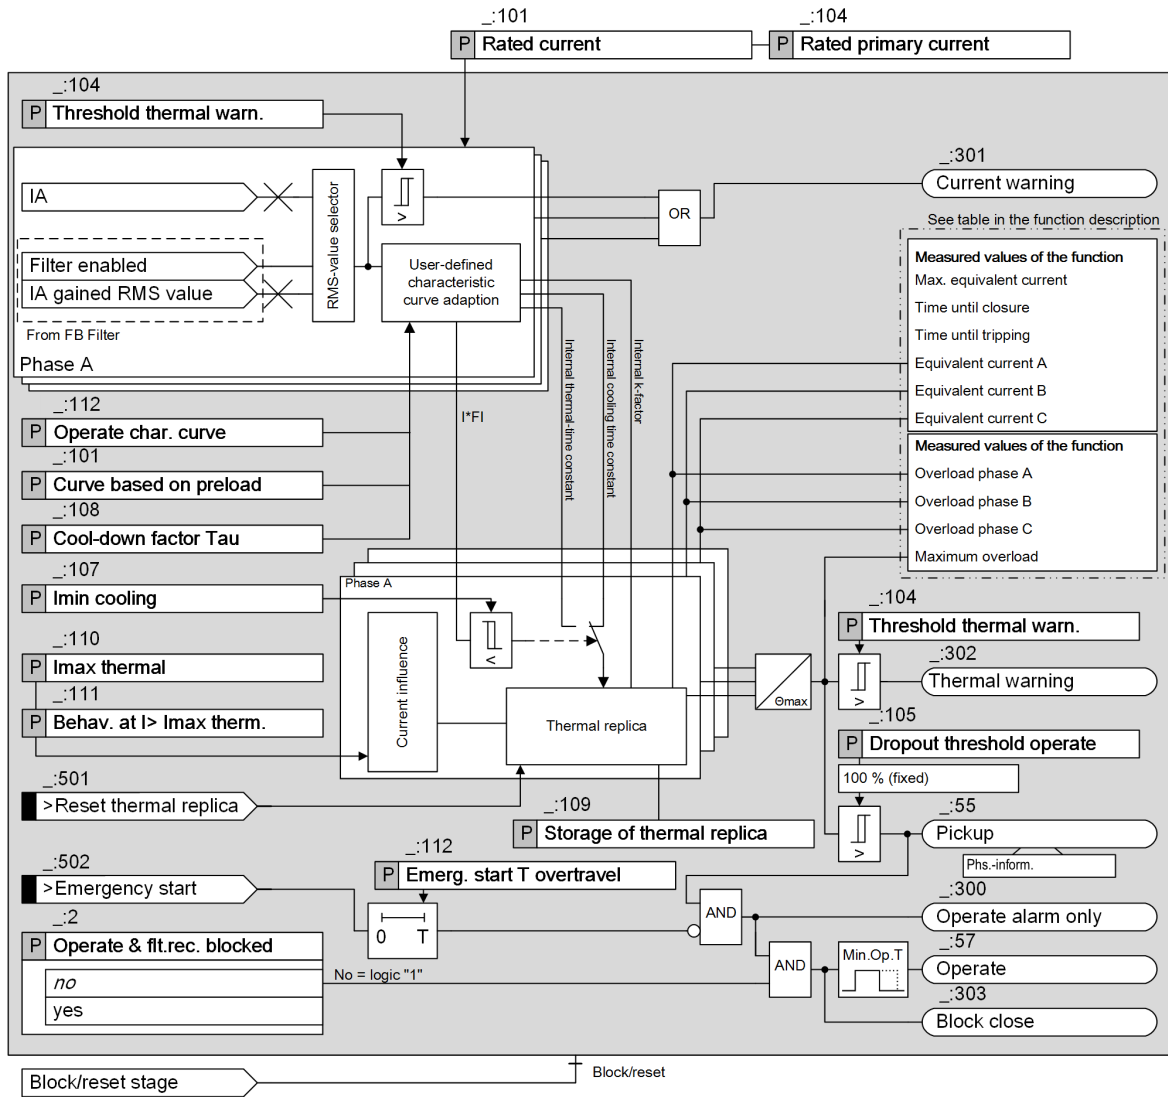 _:101
P Rated current
_:104
P Rated primary current
_:104
P Threshold thermal warn.
IA
RMS-value selector
>
OR
_:301
Current warning
See table in the function description
Filter enabled
IA gained RMS value
From FB Filter
User-defined
characteristic
curve adaption
Phase A
Measured values of the function
Max. equivalent current
Time until closure
Time until tripping
Equivalent current A
Equivalent current B
Equivalent current C
Measured values of the function
Overload phase A
Overload phase B
Overload phase C
Maximum overload
I*FI
Internal thermal-time constant
Internal cooling time constant
Internal k-factor
_:112
P Operate char. curve
_:101
P Curve based on preload
_:108
P Cool-down factor Tau
_:107
P Imin cooling
_:110
P Imax thermal
_:111
P Behav. at I> Imax therm.
Phase A
Current influence
<
Thermal replica
Θmax
_:104
P Threshold thermal warn.
>
_:302
Thermal warning
_:105
P Dropout threshold operate
100 % (fixed)
>
_:55
Pickup
Phs.-inform.
_:501
>Reset thermal replica
_:109
P Storage of thermal replica
_:502
>Emergency start
_:112
P Emerg. start T overtravel
0 T
AND
_:300
Operate alarm only
_:2
P Operate & flt.rec. blocked
no
yes
No = logic "1"
AND
Min.Op.T
_:57
Operate
_:303
Block close
Block/reset stage
Block/reset